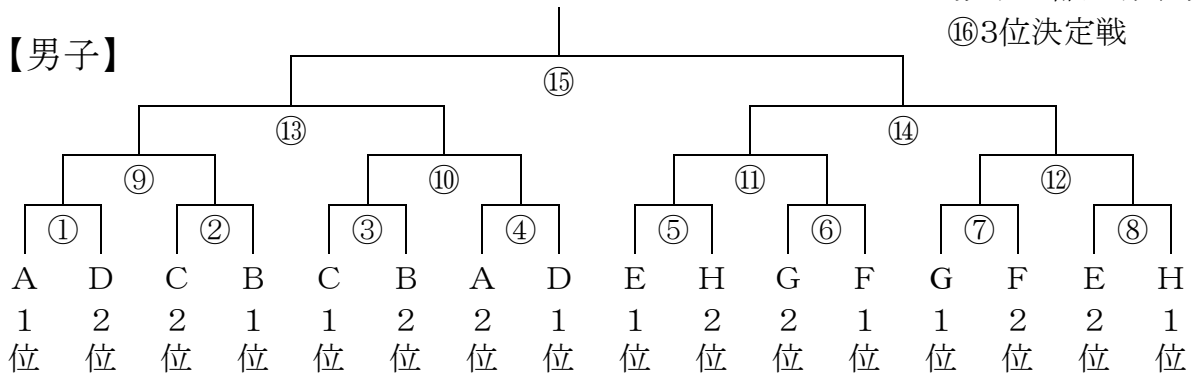 ⑯3位決定戦
【男子】
⑮
⑬ ⑭
⑨ ⑩ ⑪ ⑫
① ② ③ ④ ⑤ ⑥ ⑦ ⑧
A D C B C B A D E H G F G F E H
1 2 2 1 1 2 2 1 1 2 2 1 1 2 2 1
位 位 位 位 位 位 位 位 位 位 位 位 位 位 位 位